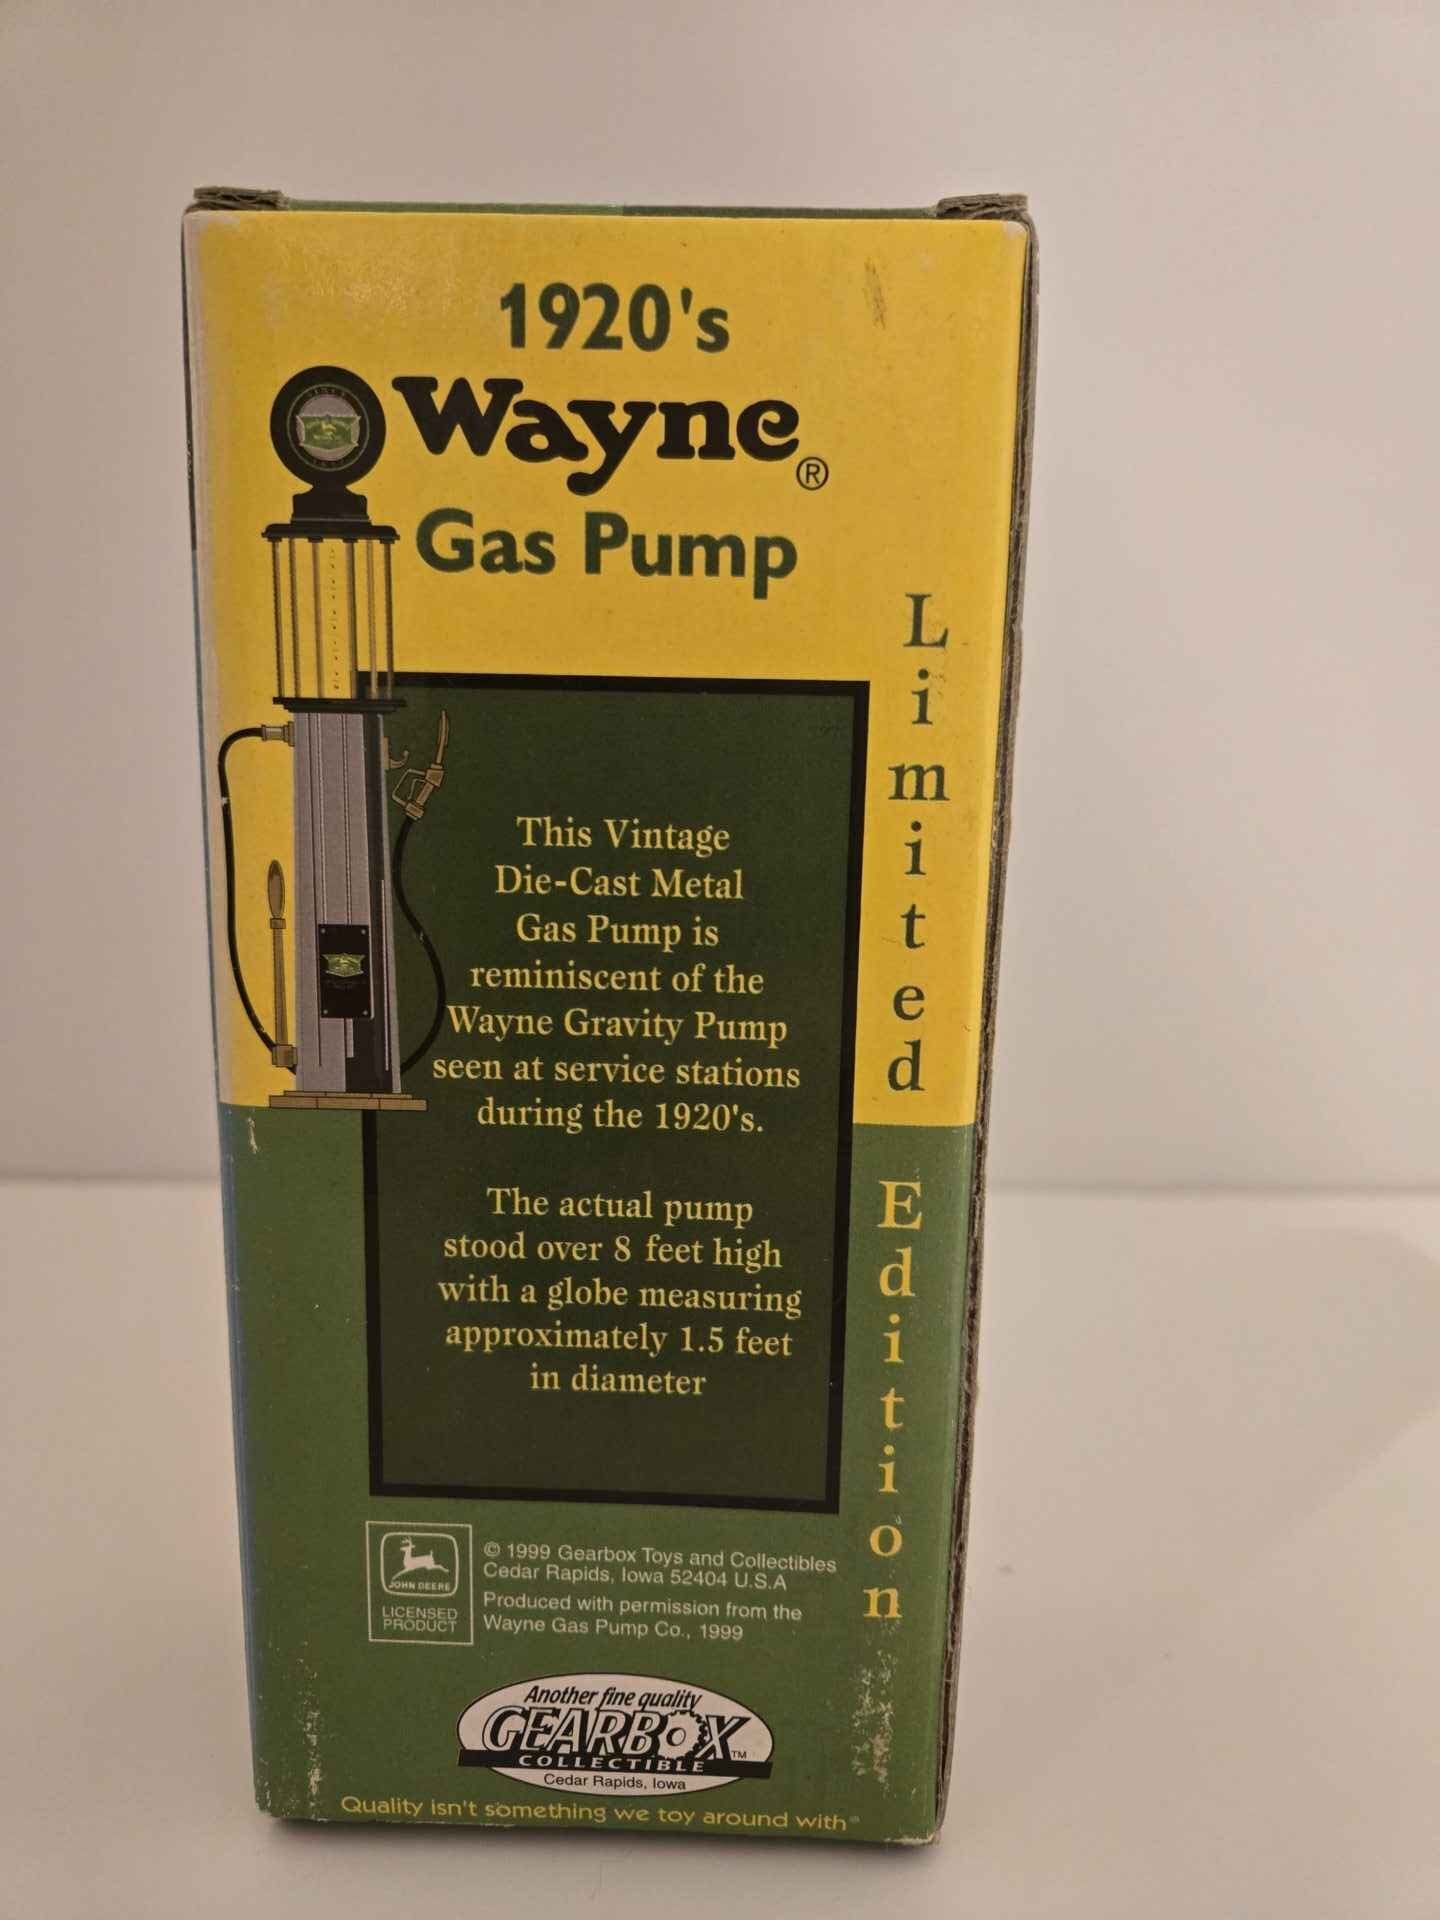 1920's
Wayne®
Gas Pump
Limited
Edition
This Vintage
Die-Cast Metal
Gas Pump is
reminiscent of the
Wayne Gravity Pump
seen at service stations
during the 1920's.
The actual pump
stood over 8 feet high
with a globe measuring
approximately 1.5 feet
in diameter
JOHN DEERE
LICENSED
PRODUCT
© 1999 Gearbox Toys and Collectibles
Cedar Rapids, Iowa 52404 U.S.A
Produced with permission from the
Wayne Gas Pump Co., 1999
Another fine quality
GEARBOX™
COLLECTIBLE
Cedar Rapids, Iowa
Quality isn't something we toy around with®